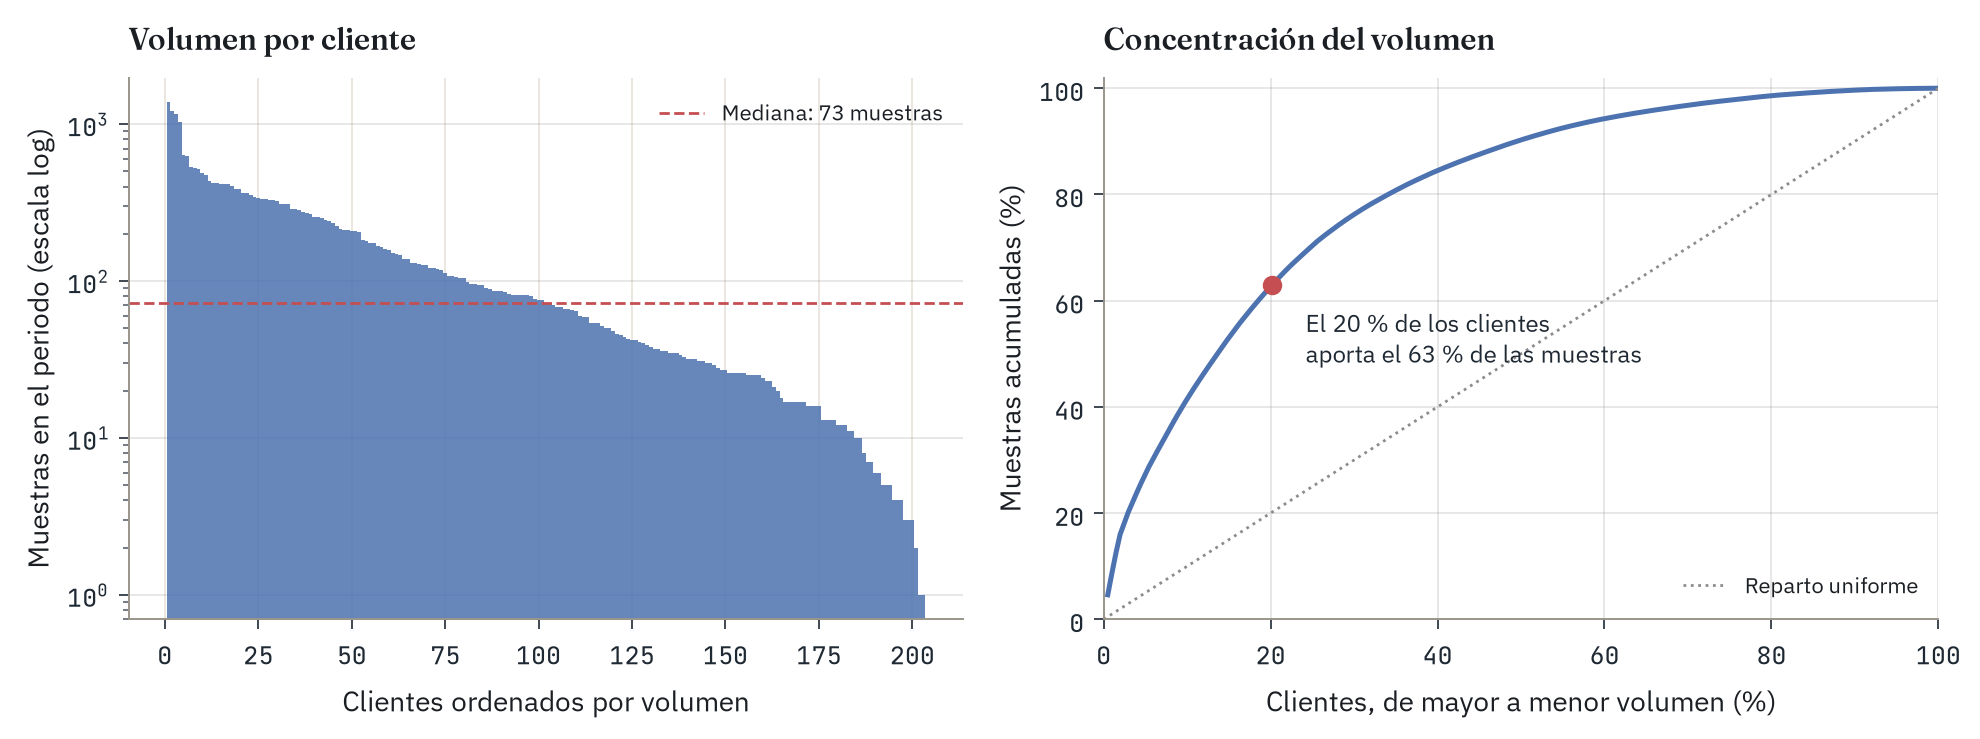 Volumen por cliente
Muestras en el periodo (escala log)
10³
10²
10¹
10⁰
Mediana: 73 muestras
0 25 50 75 100 125 150 175 200
Clientes ordenados por volumen
Concentración del volumen
Muestras acumuladas (%)
100
80
60
40
20
0
El 20 % de los clientes
aporta el 63 % de las muestras
Reparto uniforme
0 20 40 60 80 100
Clientes, de mayor a menor volumen (%)